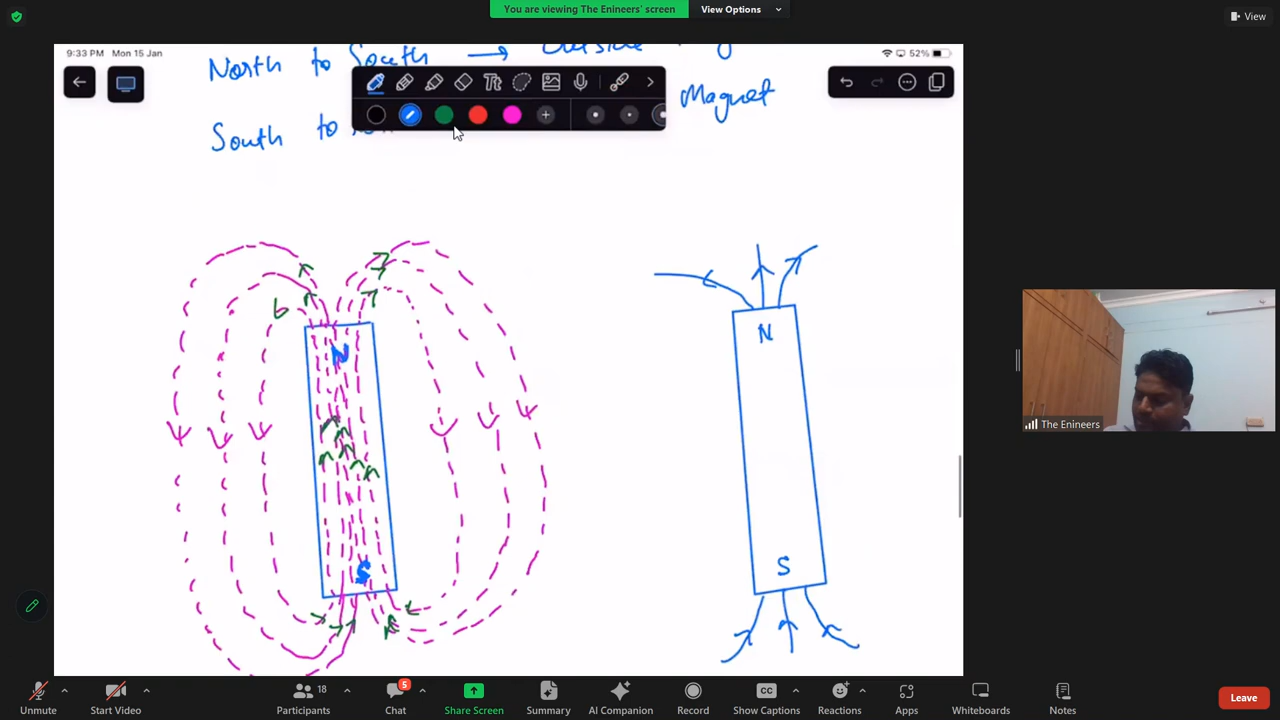 You are viewing The Enineers' screen
View Options
View
9:33 PM Mon 15 Jan
52%
North to South → Outside
Magnet
South to
N
N
S
S
The Enineers
Unmute
Start Video
18
Participants
5
Chat
Share Screen
Summary
AI Companion
Record
CC
Show Captions
Reactions
Apps
Whiteboards
Notes
Leave